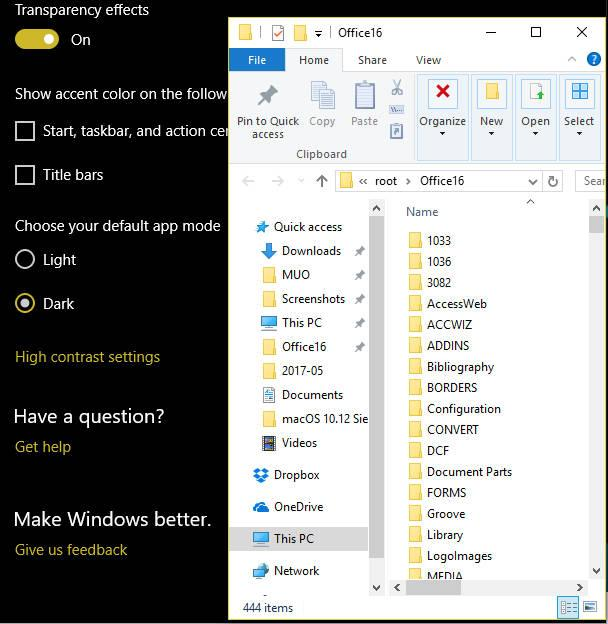 Transparency effects
On
Show accent color on the follow
Start, taskbar, and action cen
Title bars
Choose your default app mode
Light
Dark
High contrast settings
Have a question?
Get help
Make Windows better.
Give us feedback
Office16
File Home Share View
Pin to Quick access
Copy
Paste
Clipboard
Organize
New
Open
Select
root Office16
Sear
Quick access
Downloads
MUO
Screenshots
This PC
Office16
2017-05
Documents
macOS 10.12 Sie
Videos
Dropbox
OneDrive
This PC
Network
Name
1033
1036
3082
AccessWeb
ACCWIZ
ADDINS
Bibliography
BORDERS
Configuration
CONVERT
DCF
Document Parts
FORMS
Groove
Library
LogoImages
MEDIA
444 items